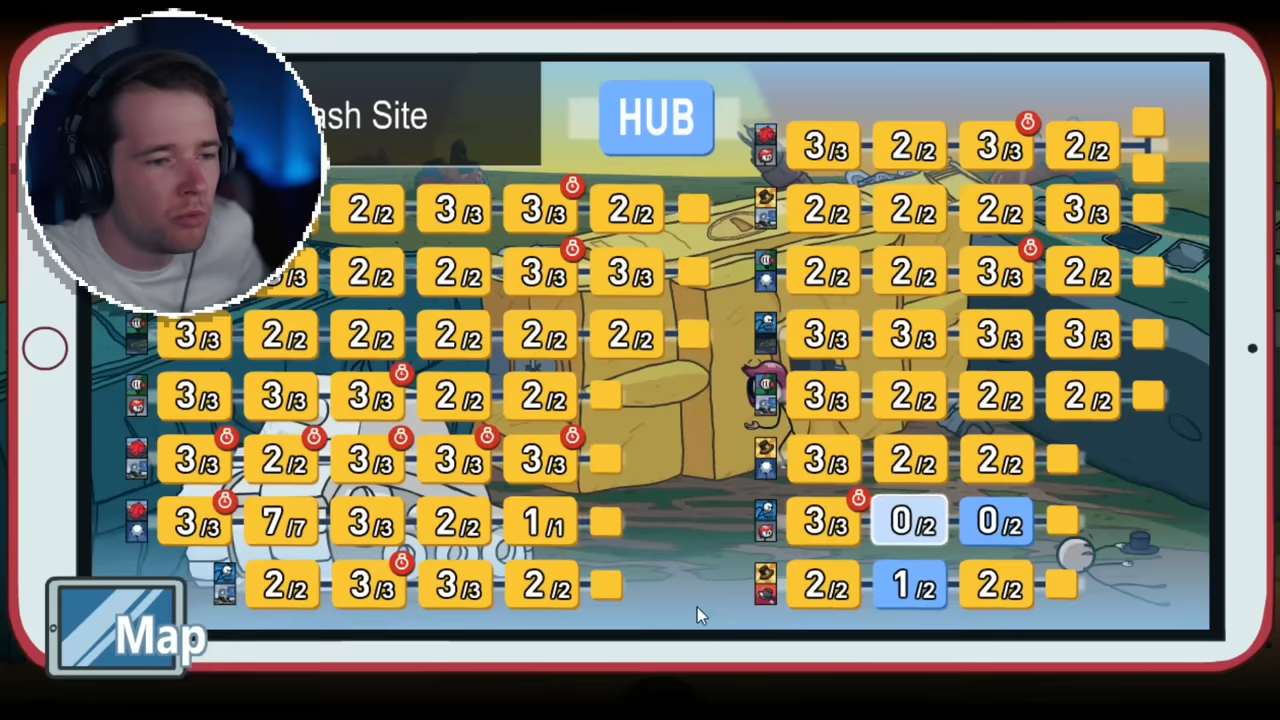 ash Site
HUB
3/3 2/2 3/3 2/2
2/2 3/3 3/3 2/2
2/2 2/2 2/2 3/3
/3 2/2 2/2 3/3 3/3
2/2 2/2 3/3 2/2
3/3 2/2 2/2 2/2 2/2 2/2
3/3 3/3 3/3 3/3
3/3 3/3 3/3 2/2 2/2
3/3 2/2 2/2 2/2
3/3 2/2 3/3 3/3 3/3
3/3 2/2 2/2
3/3 7/7 3/3 2/2 1/1
3/3 0/2 0/2
2/2 3/3 3/3 2/2
2/2 1/2 2/2
Map